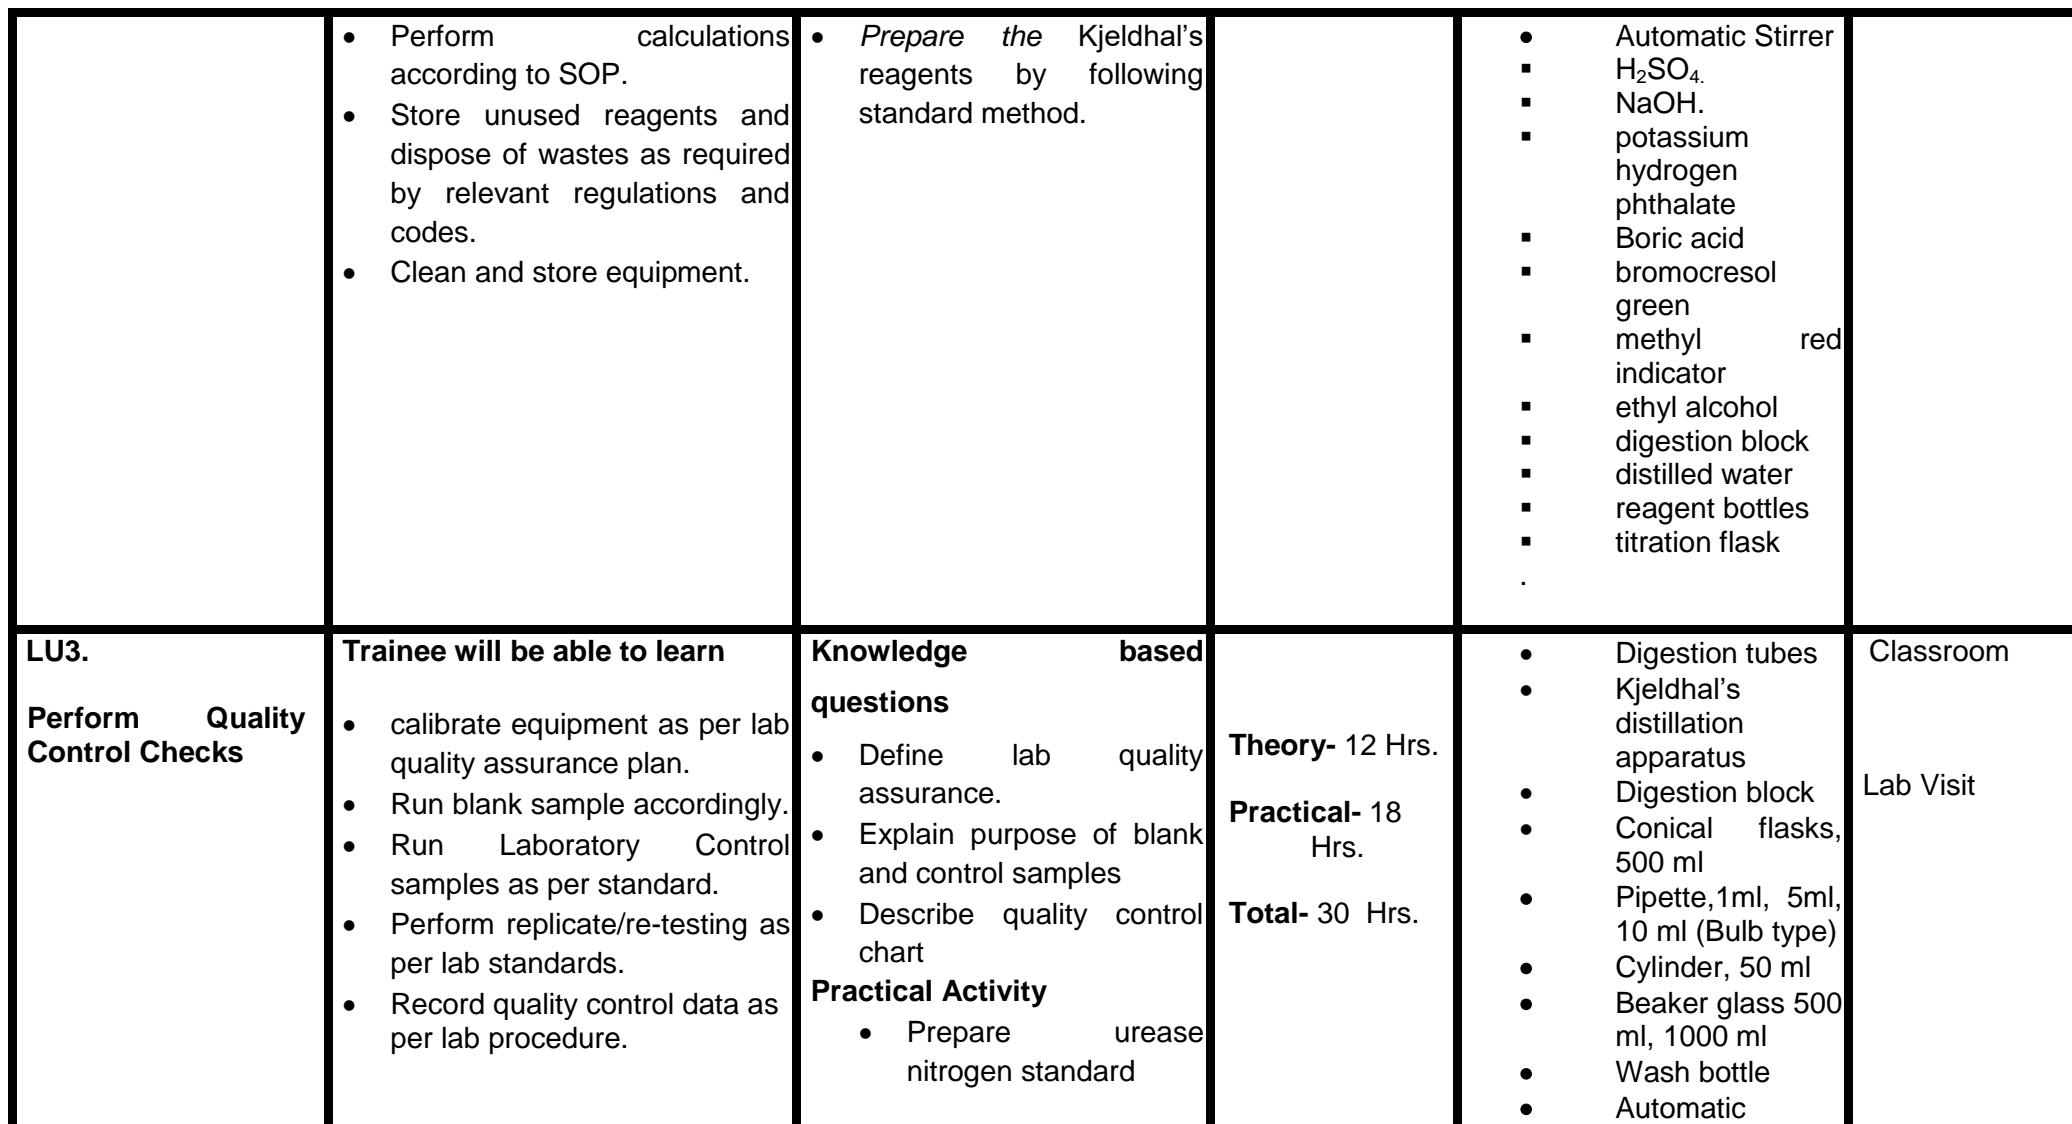 • Perform calculations
according to SOP.
• Store unused reagents and
dispose of wastes as required
by relevant regulations and
codes.
• Clean and store equipment.
• Prepare the Kjeldhal’s
reagents by following
standard method.
• Automatic Stirrer
▪ H₂SO₄.
▪ NaOH.
▪ potassium
hydrogen
phthalate
▪ Boric acid
▪ bromocresol
green
▪ methyl red
indicator
▪ ethyl alcohol
▪ digestion block
▪ distilled water
▪ reagent bottles
▪ titration flask
.
LU3.
Perform Quality
Control Checks
Trainee will be able to learn
• calibrate equipment as per lab
quality assurance plan.
• Run blank sample accordingly.
• Run Laboratory Control
samples as per standard.
• Perform replicate/re-testing as
per lab standards.
• Record quality control data as
per lab procedure.
Knowledge based
questions
• Define lab quality
assurance.
• Explain purpose of blank
and control samples
• Describe quality control
chart
Practical Activity
• Prepare urease
nitrogen standard
Theory- 12 Hrs.
Practical- 18
Hrs.
Total- 30 Hrs.
• Digestion tubes
• Kjeldhal’s
distillation
apparatus
• Digestion block
• Conical flasks,
500 ml
• Pipette,1ml, 5ml,
10 ml (Bulb type)
• Cylinder, 50 ml
• Beaker glass 500
ml, 1000 ml
• Wash bottle
• Automatic
Classroom
Lab Visit